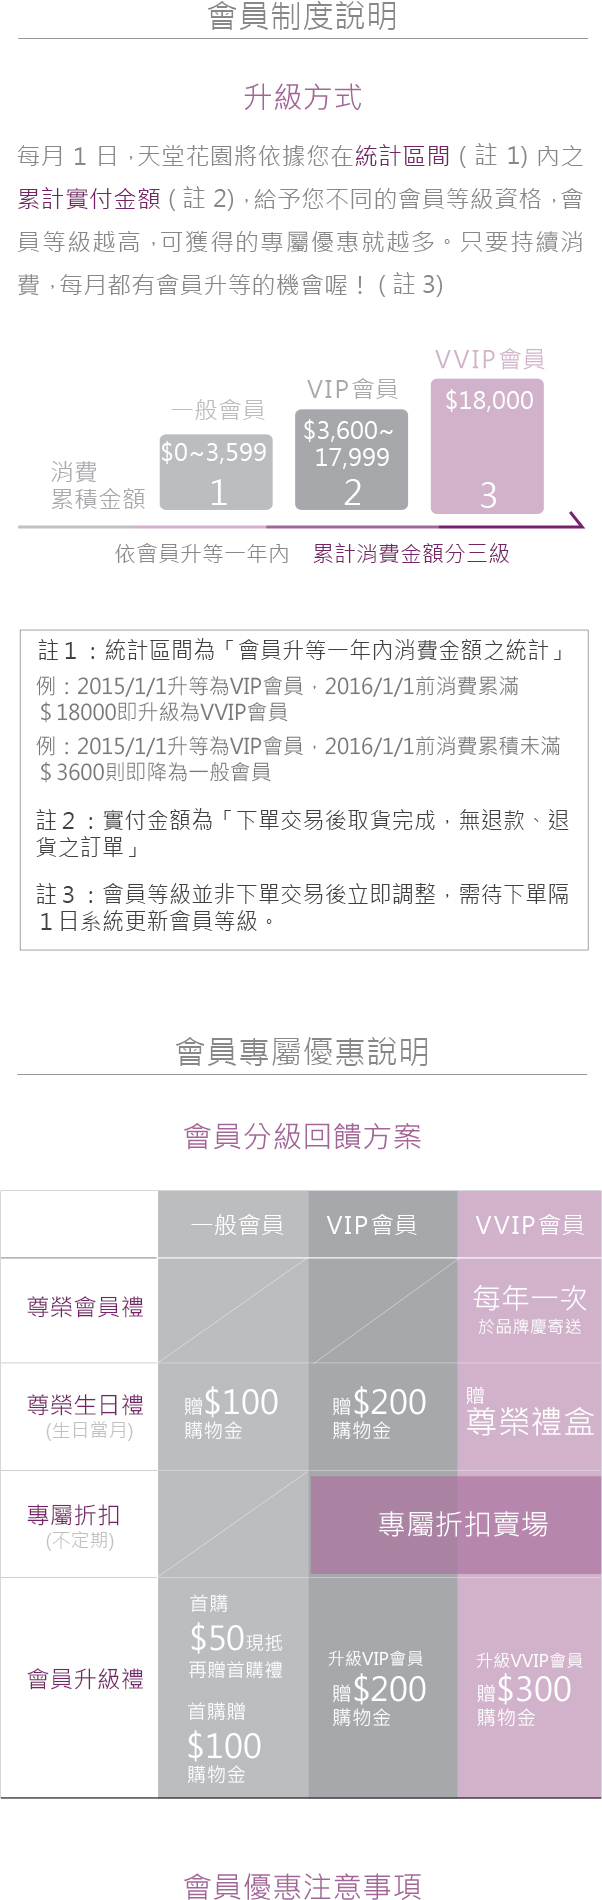 會員制度說明
升級方式
每月 1 日，天堂花園將依據您在統計區間 ( 註 1) 內之
累計實付金額 ( 註 2)，給予您不同的會員等級資格，會
員等級越高，可獲得的專屬優惠就越多。只要持續消
費，每月都有會員升等的機會喔！ ( 註 3)
VVIP會員
VIP會員
一般會員
$18,000
$3,600~
17,999
$0~3,599
消費
累積金額
1
2
3
依會員升等一年內 累計消費金額分三級
註１：統計區間為「會員升等一年內消費金額之統計」
例：2015/1/1升等為VIP會員，2016/1/1前消費累滿
＄18000即升級為VVIP會員
例：2015/1/1升等為VIP會員，2016/1/1前消費累積未滿
＄3600則即降為一般會員
註２：實付金額為「下單交易後取貨完成，無退款、退
貨之訂單」
註３：會員等級並非下單交易後立即調整，需待下單隔
１日系統更新會員等級。
會員專屬優惠說明
會員分級回饋方案
一般會員 VIP會員 VVIP會員
尊榮會員禮
每年一次
於品牌慶寄送
尊榮生日禮
(生日當月)
贈$100
購物金
贈$200
購物金
贈
尊榮禮盒
專屬折扣
(不定期)
專屬折扣賣場
會員升級禮
首購
$50現抵
再贈首購禮
首購贈
$100
購物金
升級VIP會員
贈$200
購物金
升級VVIP會員
贈$300
購物金
會員優惠注意事項